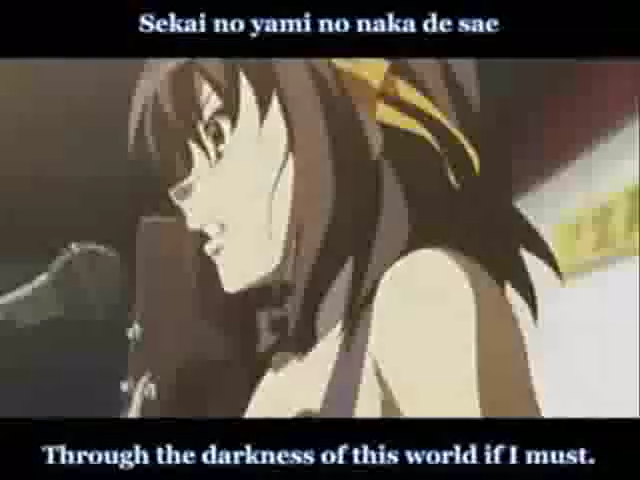 Sekai no yami no naka de sae
Through the darkness of this world if I must.